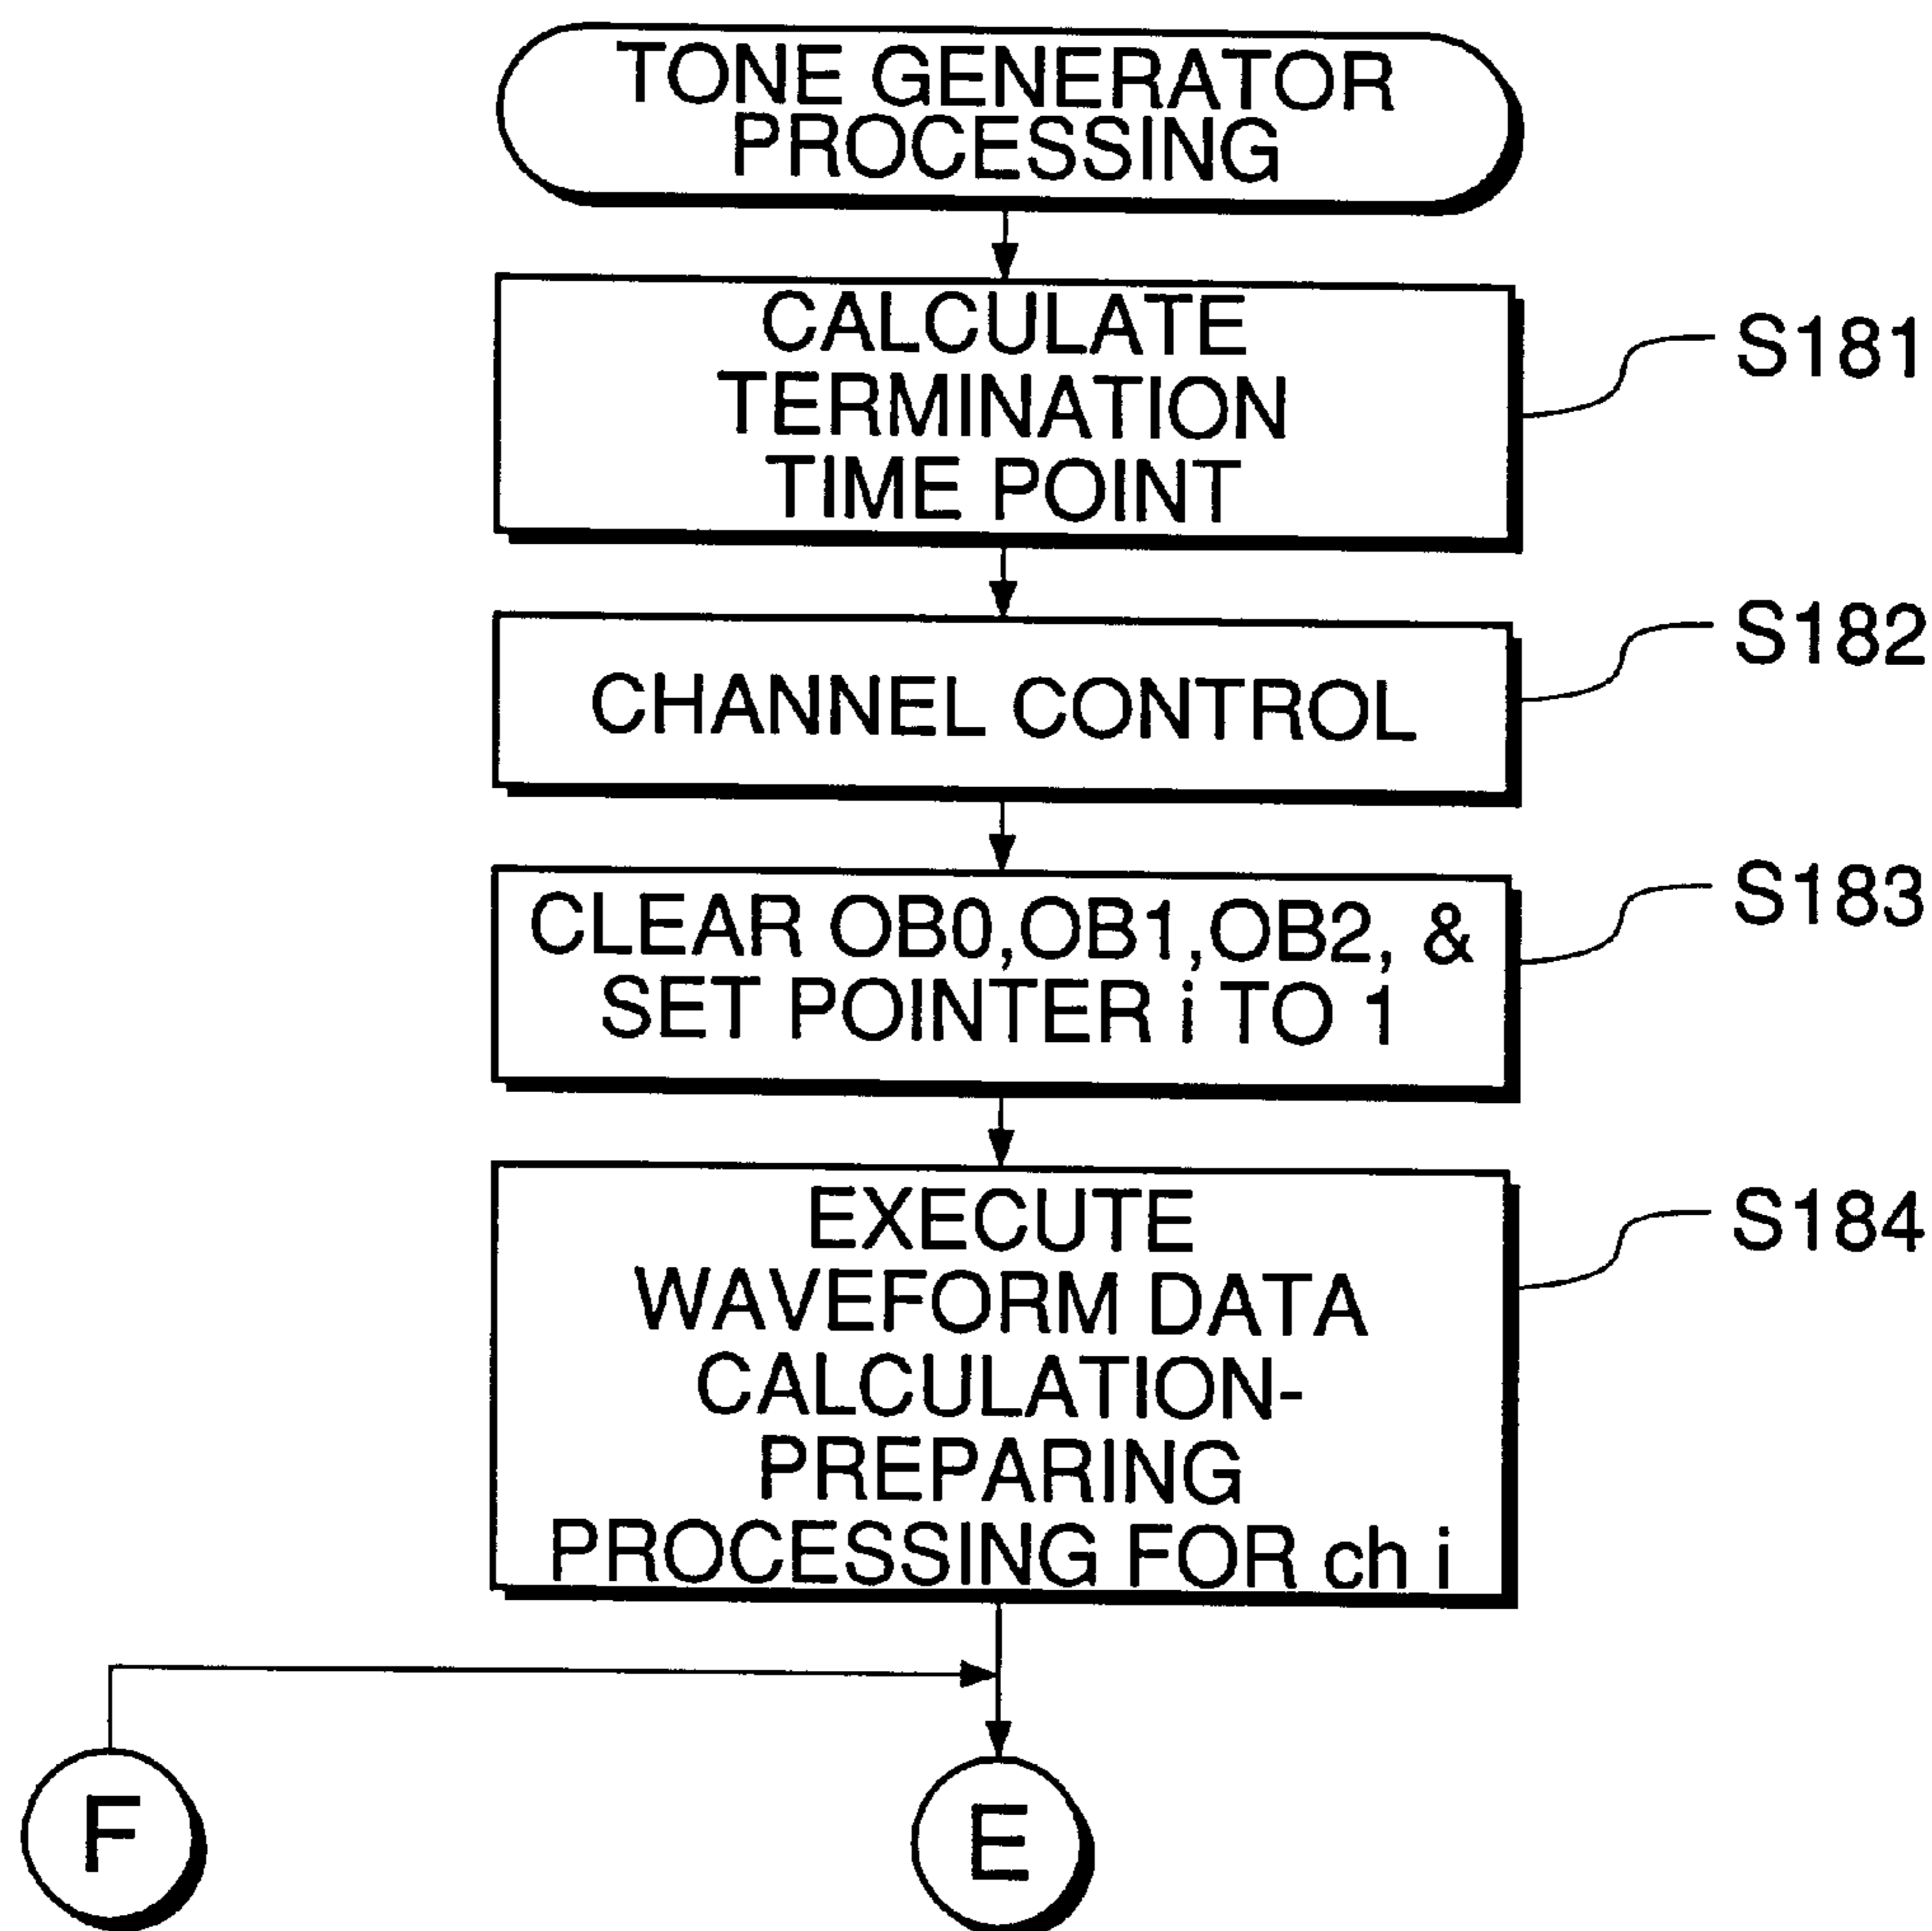 TONE GENERATOR
PROCESSING
CALCULATE
TERMINATION
TIME POINT
S181
CHANNEL CONTROL
S182
CLEAR OB0,OB1,OB2, &
SET POINTER i TO 1
S183
EXECUTE
WAVEFORM DATA
CALCULATION-
PREPARING
PROCESSING FOR ch i
S184
F
E